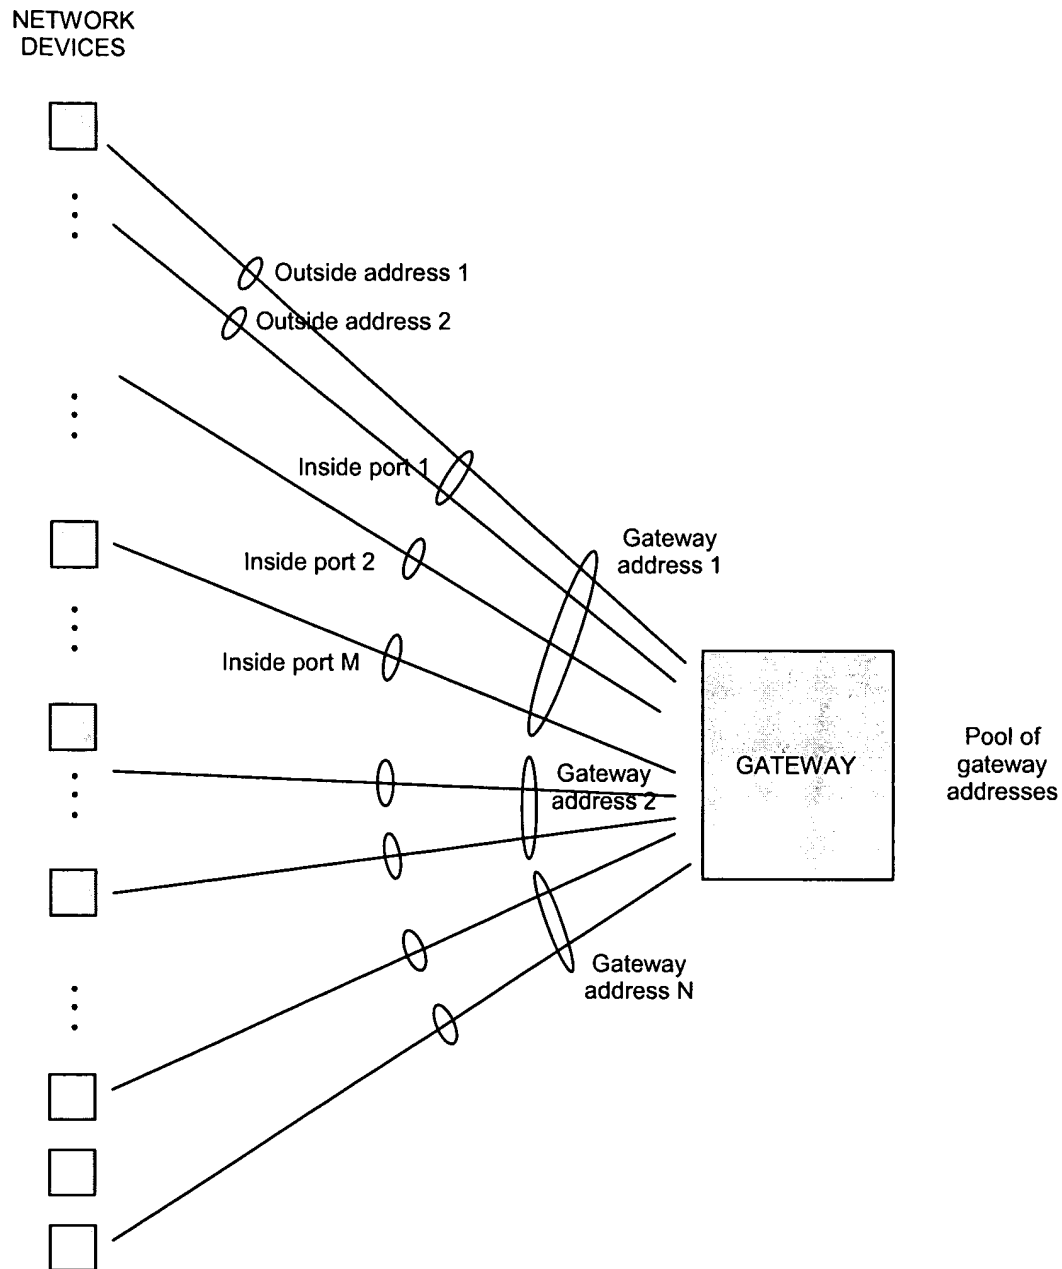 NETWORK
DEVICES
Outside address 1
Outside address 2
Inside port 1
Inside port 2
Gateway
address 1
Inside port M
Gateway
address 2
GATEWAY
Pool of
gateway
addresses
Gateway
address N